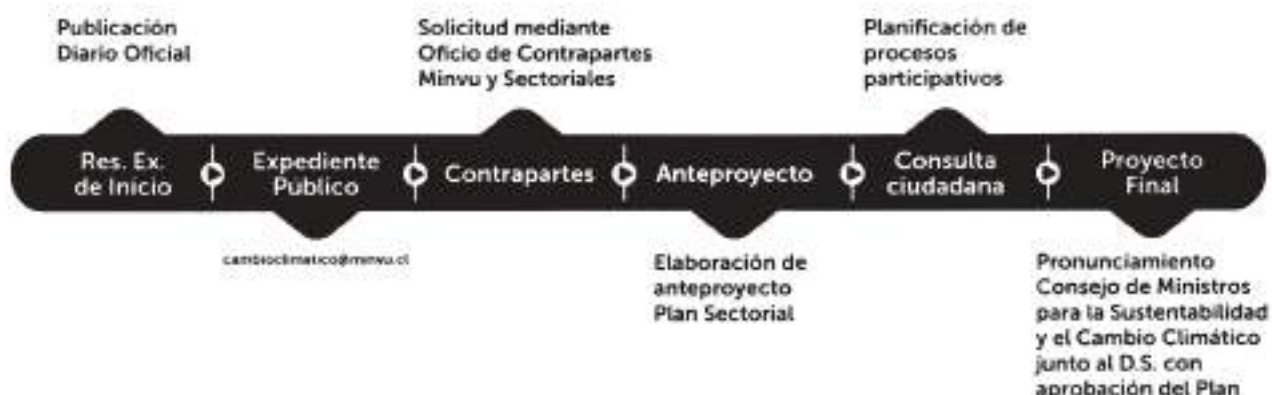 Publicación
Diario Oficial
Solicitud mediante
Oficio de Contrapartes
Minvu y Sectoriales
Planificación de
procesos
participativos
Res. Ex.
de Inicio
Expediente
Público
Contrapartes
Anteproyecto
Consulta
ciudadana
Proyecto
Final
cambioclimatico@minvu.cl
Elaboración de
anteproyecto
Plan Sectorial
Pronunciamiento
Consejo de Ministros
para la Sustentabilidad
y el Cambio Climático
junto al D.S. con
aprobación del Plan